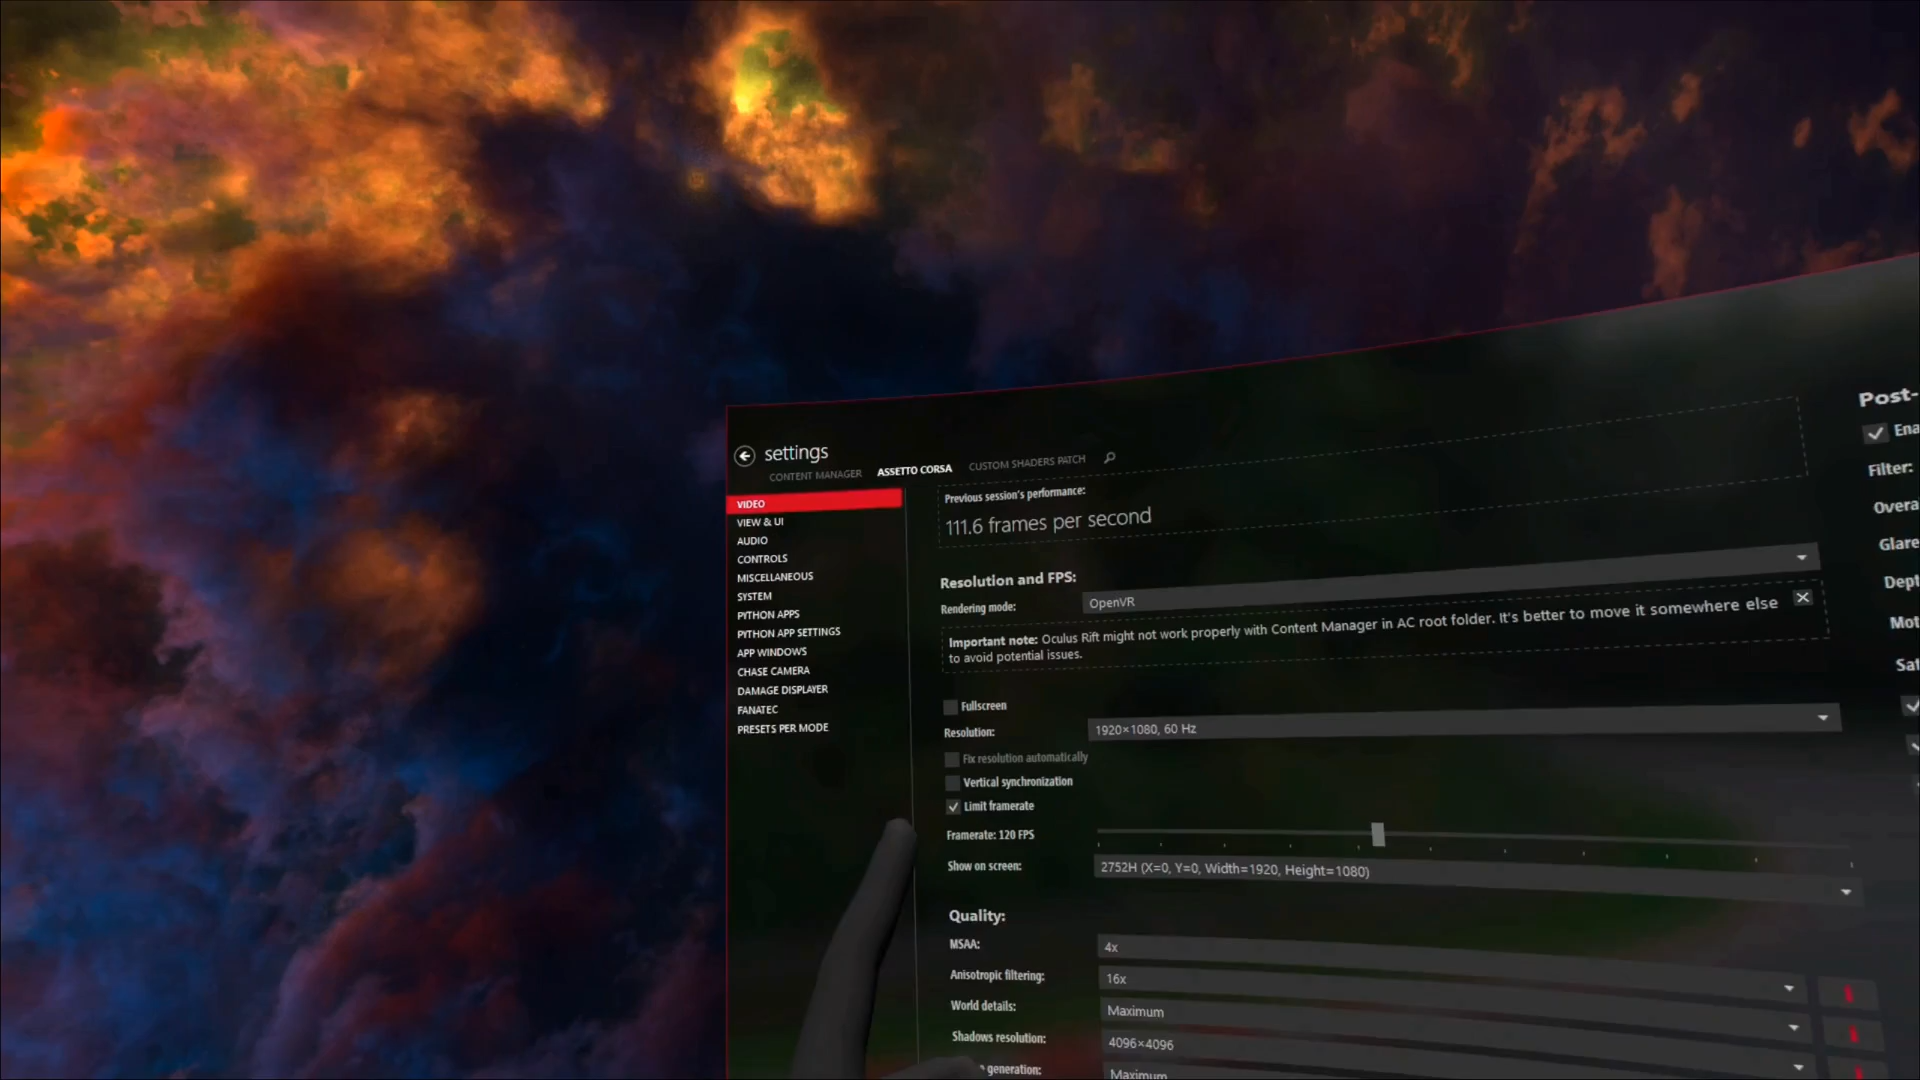 settings
CONTENT MANAGER ASSETTO CORSA CUSTOM SHADERS PATCH
VIDEO
VIEW & UI
AUDIO
CONTROLS
MISCELLANEOUS
SYSTEM
PYTHON APPS
PYTHON APP SETTINGS
APP WINDOWS
CHASE CAMERA
DAMAGE DISPLAYER
FANATEC
PRESETS PER MODE
Previous session's performance:
111.6 frames per second
Resolution and FPS:
Rendering mode: OpenVR
Important note: Oculus Rift might not work properly with Content Manager in AC root folder. It's better to move it somewhere else
to avoid potential issues.
Fullscreen
Resolution: 1920×1080, 60 Hz
Fix resolution automatically
Vertical synchronization
Limit framerate
Framerate: 120 FPS
Show on screen: 2752H (X=0, Y=0, Width=1920, Height=1080)
Quality:
MSAA: 4x
Anisotropic filtering: 16x
World details: Maximum
Shadows resolution: 4096×4096
generation: Maximum
Post-
Ena
Filter:
Overa
Glare
Dept
Mot
Sat